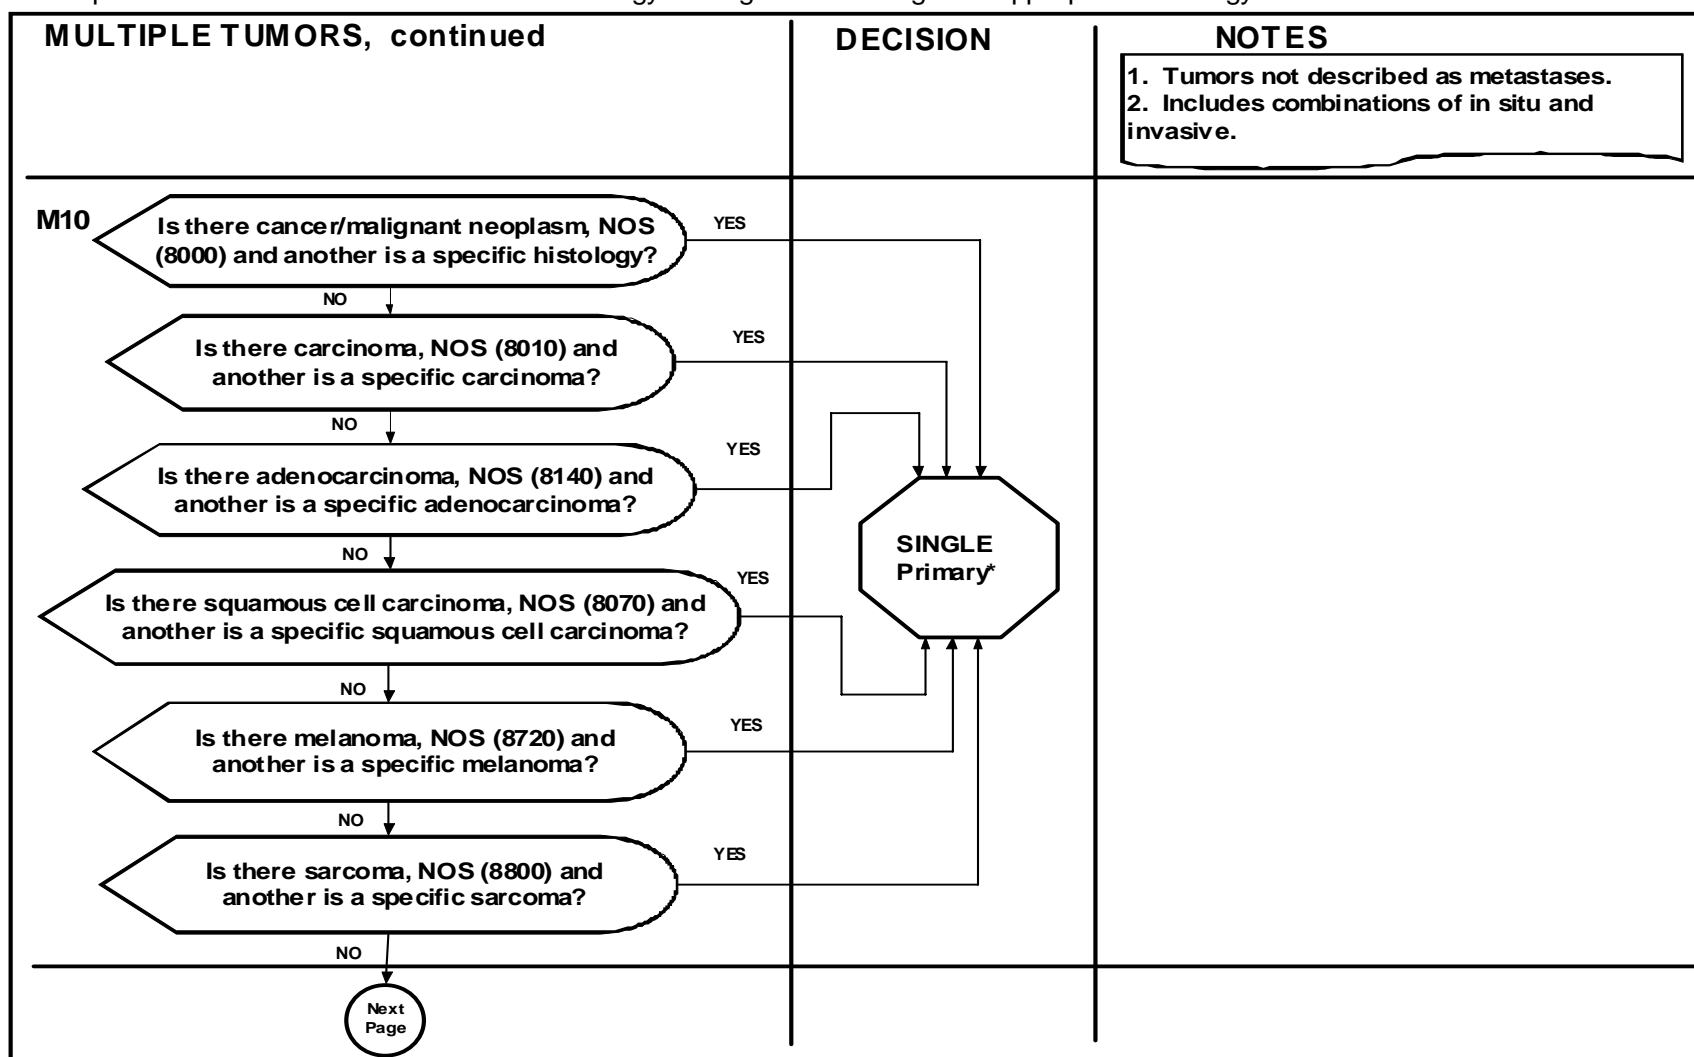 MULTIPLE TUMORS, continued
DECISION
NOTES
1. Tumors not described as metastases.
2. Includes combinations of in situ and
invasive.
M10
Is there cancer/malignant neoplasm, NOS
(8000) and another is a specific histology?
YES
NO
Is there carcinoma, NOS (8010) and
another is a specific carcinoma?
YES
NO
Is there adenocarcinoma, NOS (8140) and
another is a specific adenocarcinoma?
YES
NO
SINGLE
Primary*
Is there squamous cell carcinoma, NOS (8070) and
another is a specific squamous cell carcinoma?
YES
NO
Is there melanoma, NOS (8720) and
another is a specific melanoma?
YES
NO
Is there sarcoma, NOS (8800) and
another is a specific sarcoma?
YES
NO
Next
Page